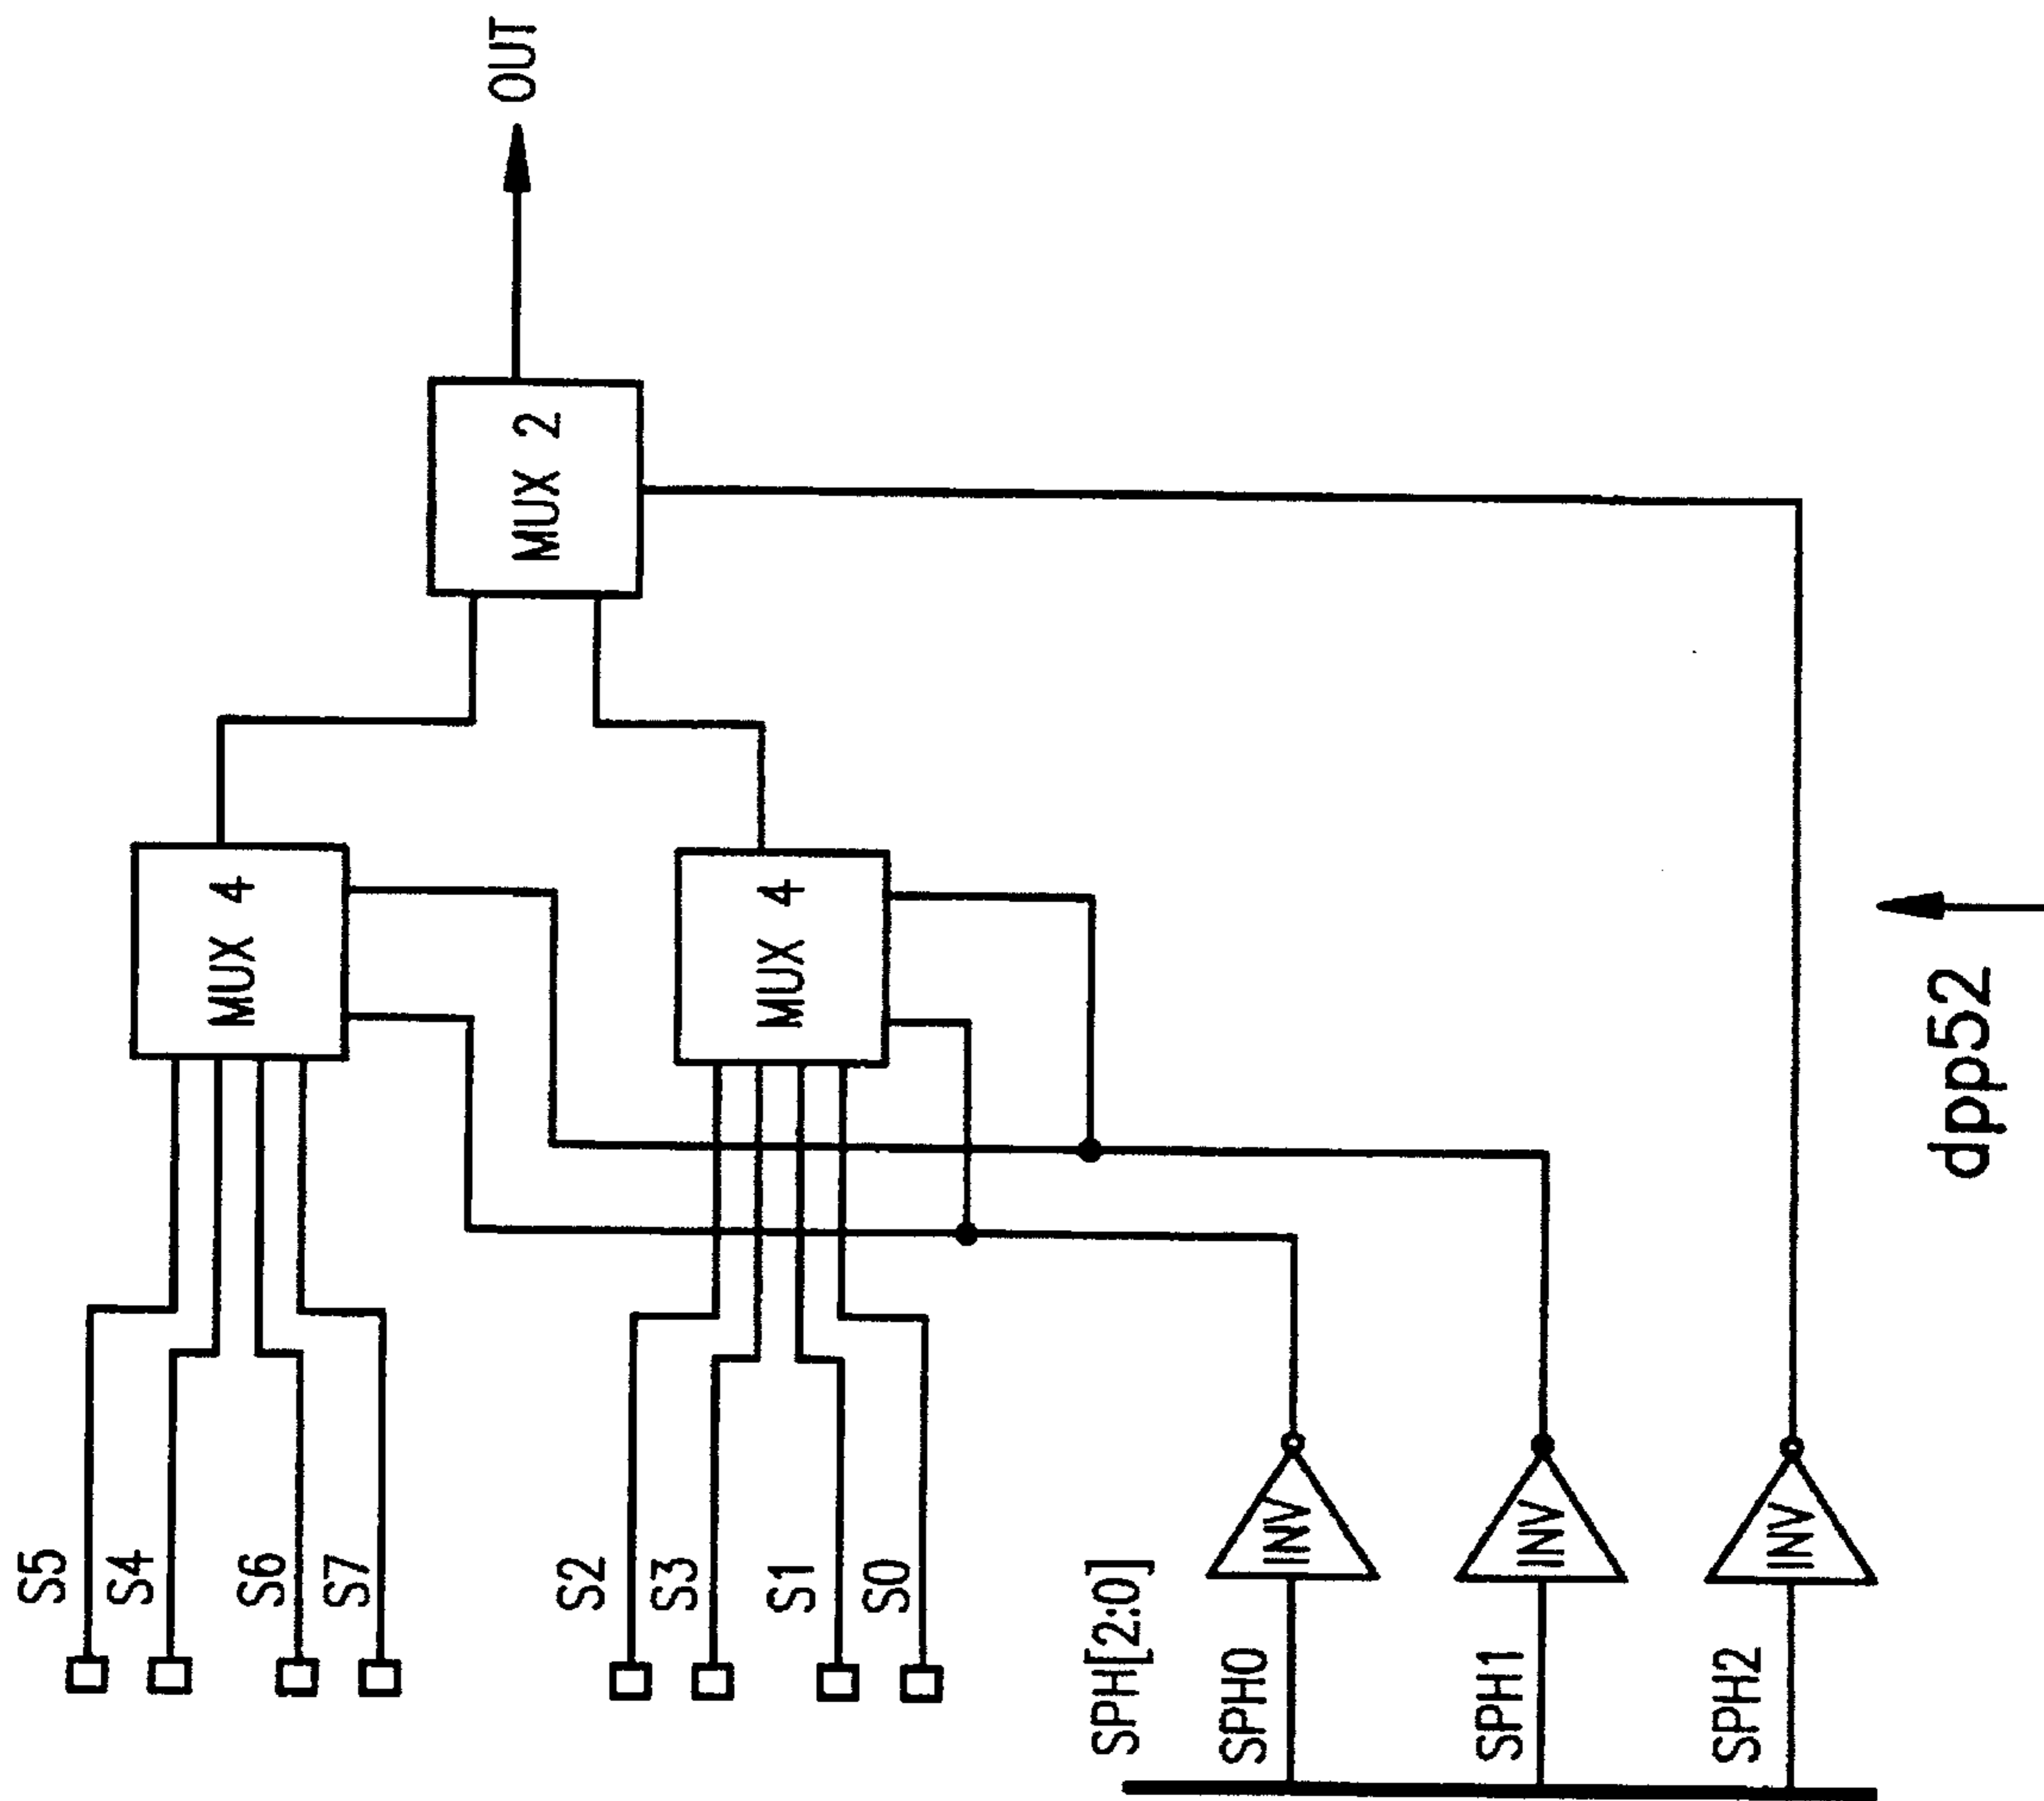 S5
S4
S6
S7
S2
S3
S1
S0
MUX 4
MUX 4
MUX 2
OUT
SPH[2:0]
SPH0
INV
SPH1
INV
SPH2
INV
dpp52